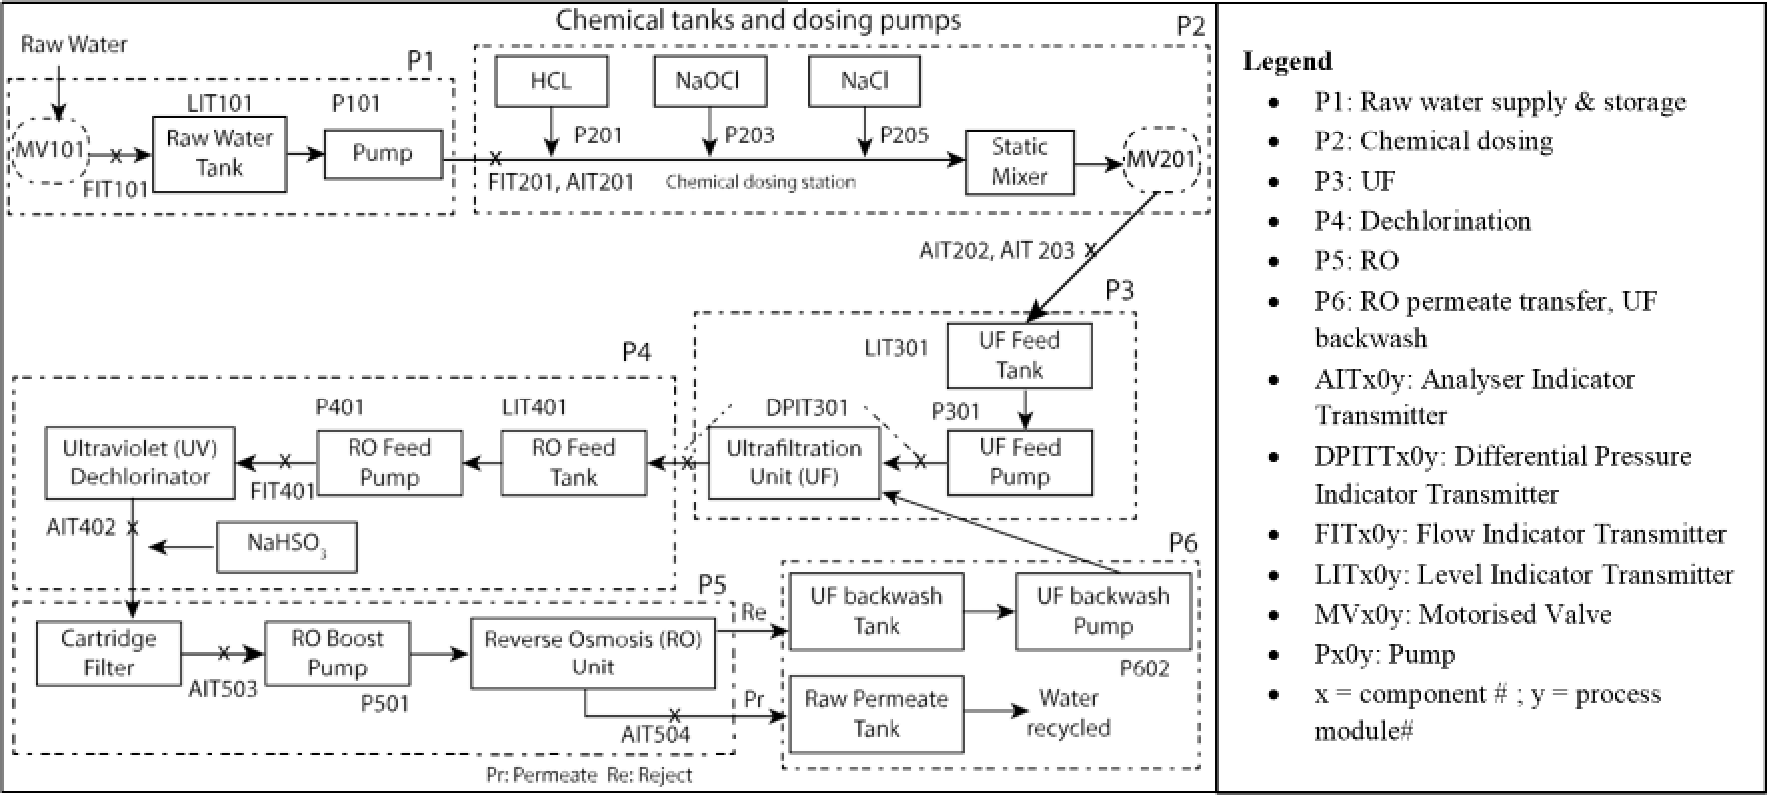 Chemical tanks and dosing pumps
P2
Raw Water
P1
LIT101
P101
MV101
FIT101
Raw Water
Tank
Pump
HCL
NaOCl
NaCl
P201
P203
P205
FIT201, AIT201
Chemical dosing station
Static
Mixer
MV201
AIT202, AIT 203
P3
LIT301
UF Feed
Tank
P301
UF Feed
Pump
DPIT301
Ultrafiltration
Unit (UF)
P4
P401
LIT401
RO Feed
Tank
RO Feed
Pump
FIT401
Ultraviolet (UV)
Dechlorinator
AIT402
NaHSO3
P5
Cartridge
Filter
AIT503
RO Boost
Pump
P501
Reverse Osmosis (RO)
Unit
Re
Pr
AIT504
P6
UF backwash
Tank
UF backwash
Pump
P602
Raw Permeate
Tank
Water
recycled
Pr: Permeate Re: Reject
Legend
• P1: Raw water supply & storage
• P2: Chemical dosing
• P3: UF
• P4: Dechlorination
• P5: RO
• P6: RO permeate transfer, UF
backwash
• AITx0y: Analyser Indicator
Transmitter
• DPITTx0y: Differential Pressure
Indicator Transmitter
• FITx0y: Flow Indicator Transmitter
• LITx0y: Level Indicator Transmitter
• MVx0y: Motorised Valve
• Px0y: Pump
• x = component # ; y = process
module#